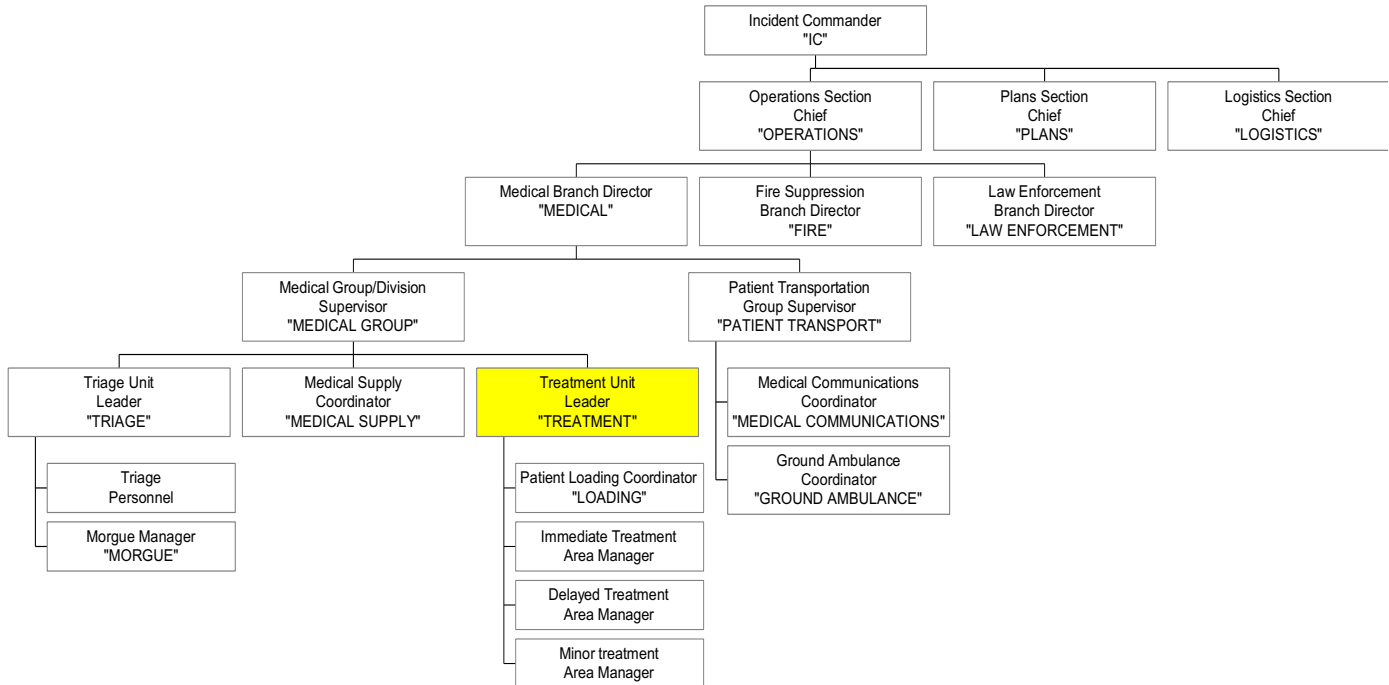 Incident Commander
"IC"
Operations Section
Chief
"OPERATIONS"
Plans Section
Chief
"PLANS"
Logistics Section
Chief
"LOGISTICS"
Medical Branch Director
"MEDICAL"
Fire Suppression
Branch Director
"FIRE"
Law Enforcement
Branch Director
"LAW ENFORCEMENT"
Medical Group/Division
Supervisor
"MEDICAL GROUP"
Patient Transportation
Group Supervisor
"PATIENT TRANSPORT"
Triage Unit
Leader
"TRIAGE"
Medical Supply
Coordinator
"MEDICAL SUPPLY"
Treatment Unit
Leader
"TREATMENT"
Medical Communications
Coordinator
"MEDICAL COMMUNICATIONS"
Triage
Personnel
Patient Loading Coordinator
"LOADING"
Ground Ambulance
Coordinator
"GROUND AMBULANCE"
Morgue Manager
"MORGUE"
Immediate Treatment
Area Manager
Delayed Treatment
Area Manager
Minor treatment
Area Manager